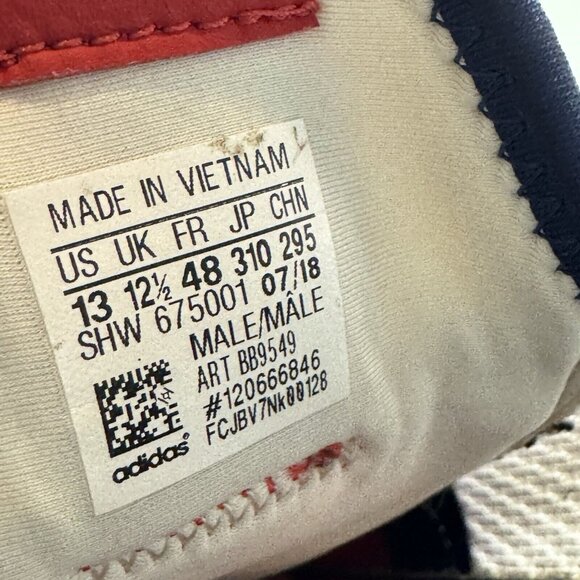 MADE IN VIETNAM
US UK FR JP CHN
13 12½ 48 310 295
SHW 675001 07/18
MALE/MÂLE
ART BB9549
#120666846
FCJBV7Nk00128
adidas